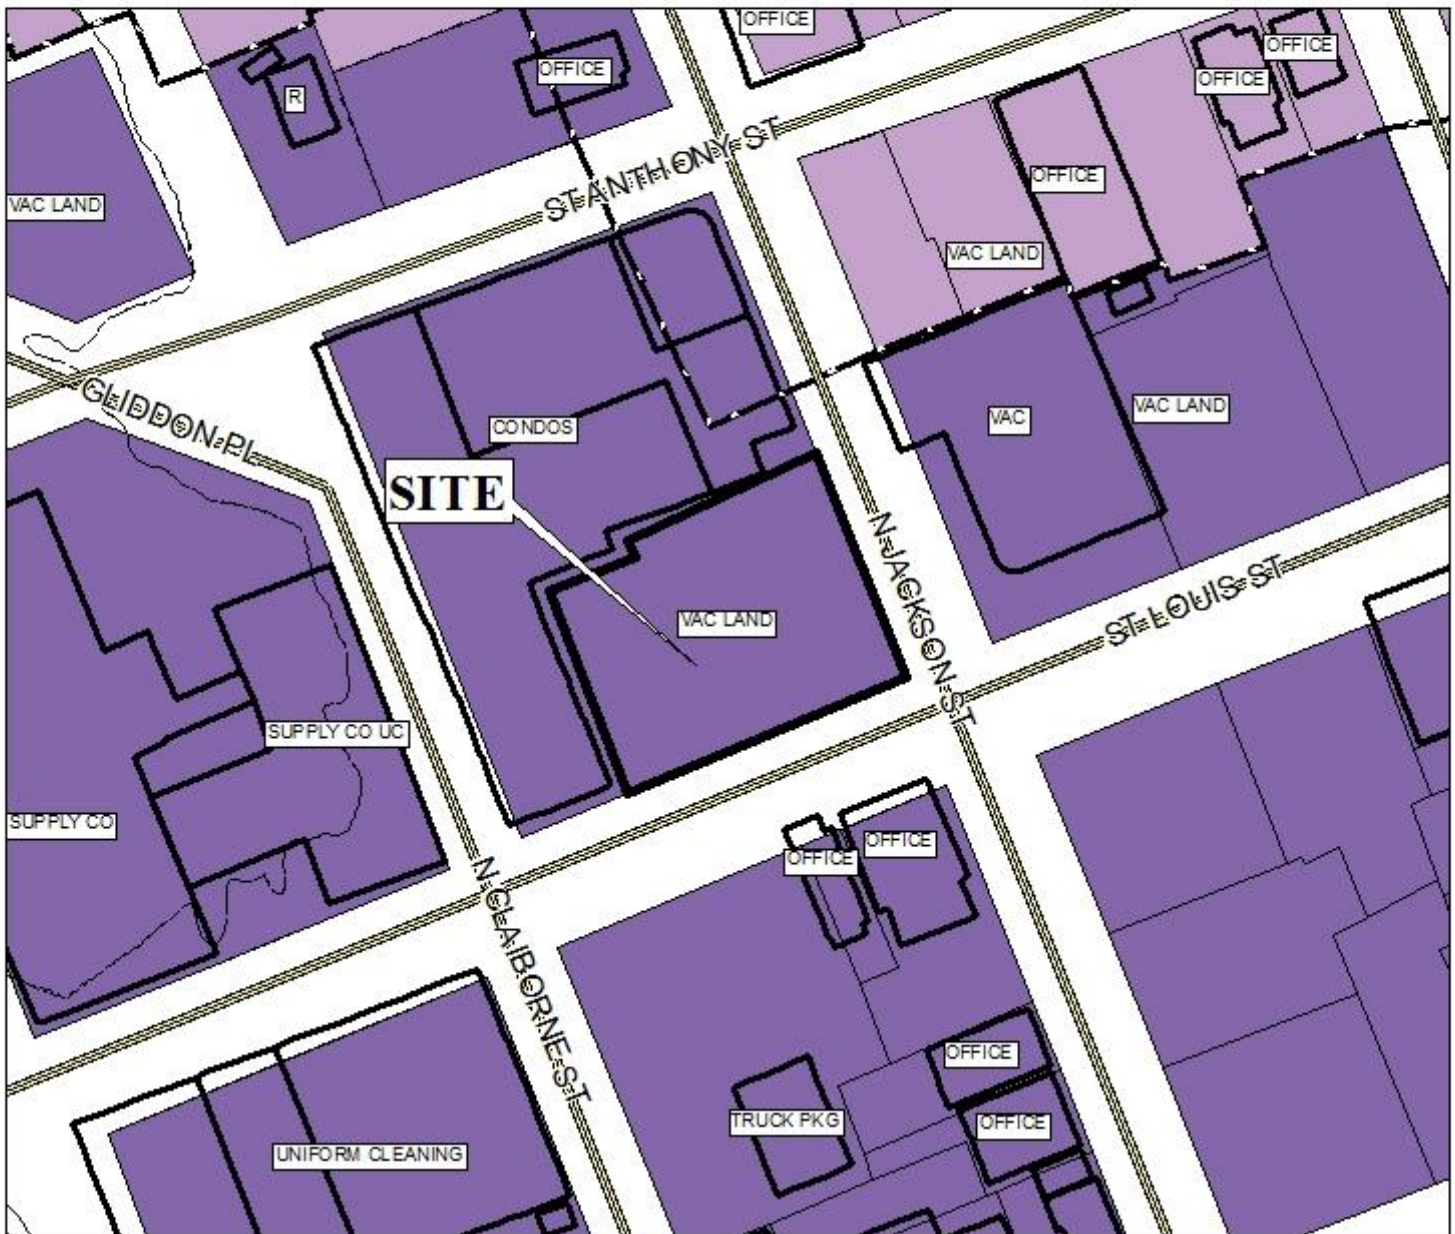 OFFICE
OFFICE
OFFICE
OFFICE
R
ST ANTHONY ST
OFFICE
VAC LAND
VAC LAND
GLIDDON PL
CONDOS
VAC
VAC LAND
SITE
N JACKSON ST
ST LOUIS ST
VAC LAND
SUPPLY CO UC
SUPPLY CO
OFFICE
OFFICE
N CLAIBORNE ST
OFFICE
TRUCK PKG
OFFICE
UNIFORM CLEANING